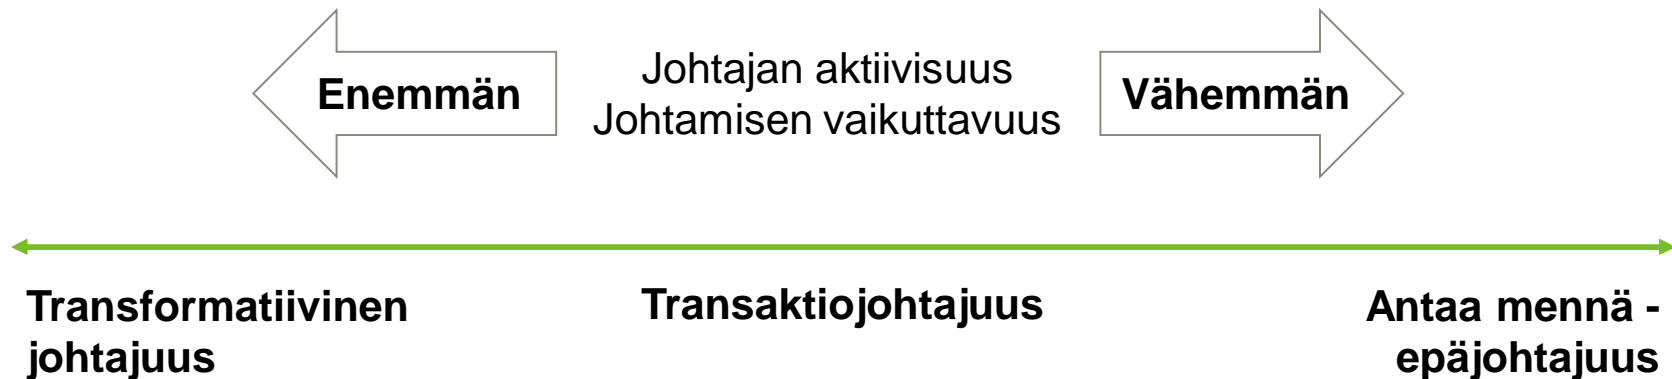 Enemmän
Johtajan aktiivisuus
Johtamisen vaikuttavuus
Vähemmän
Transformatiivinen
johtajuus
Transaktiojohtajuus
Antaa mennä -
epäjohtajuus